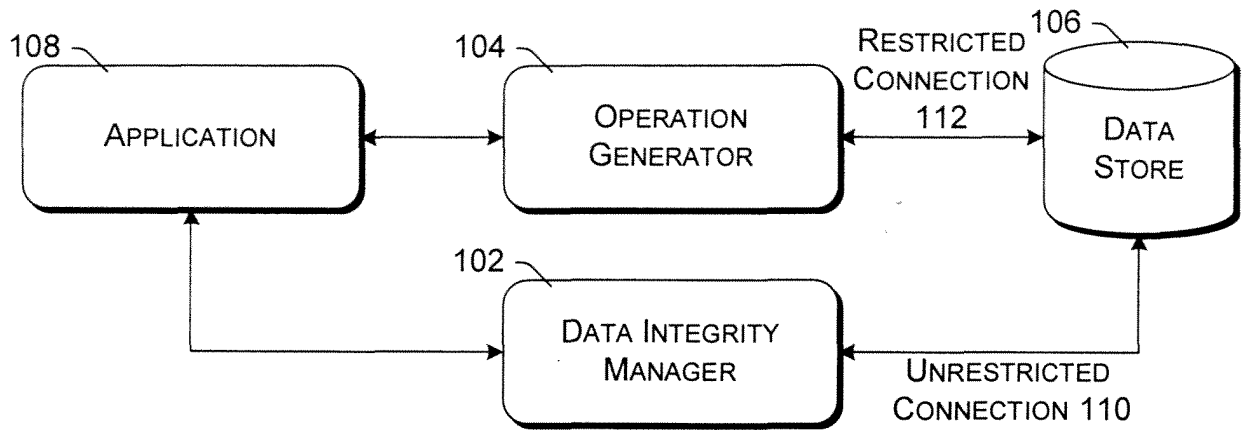 108
APPLICATION
104
OPERATION
GENERATOR
RESTRICTED
CONNECTION
112
106
DATA
STORE
102
DATA INTEGRITY
MANAGER
UNRESTRICTED
CONNECTION 110